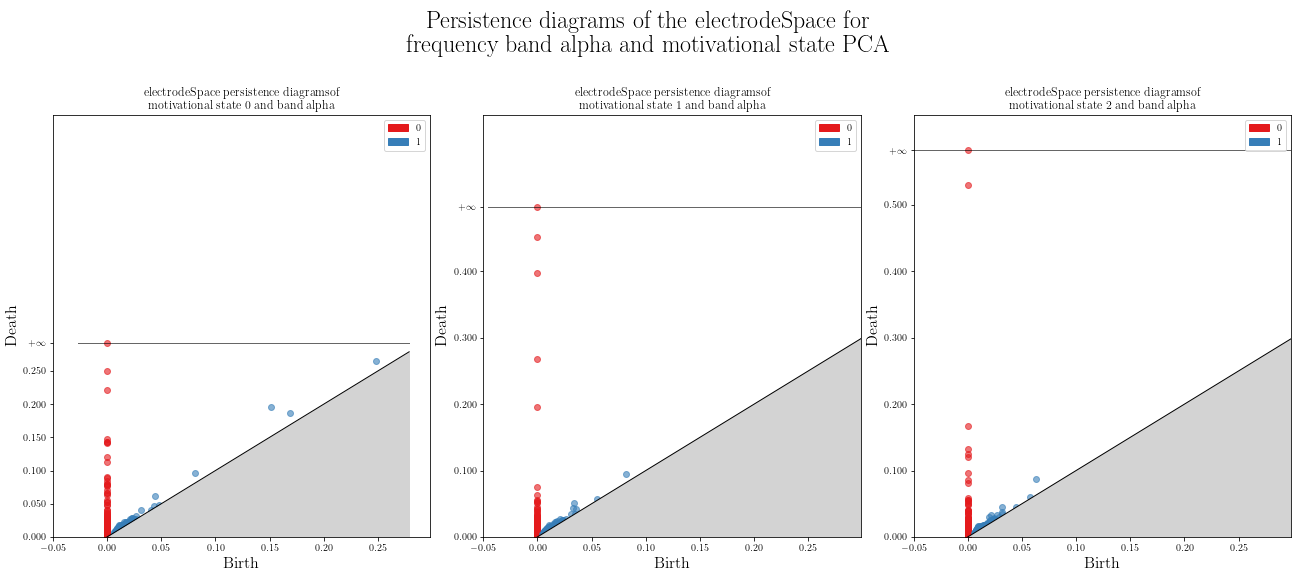 Persistence diagrams of the electrodeSpace for
frequency band alpha and motivational state PCA
electrodeSpace persistence diagramsof
motivational state 0 and band alpha
0
1
+∞
0.250
0.200
0.150
0.100
0.050
0.000
−0.05 0.00 0.05 0.10 0.15 0.20 0.25
Birth
Death
electrodeSpace persistence diagramsof
motivational state 1 and band alpha
0
1
+∞
0.400
0.300
0.200
0.100
0.000
−0.05 0.00 0.05 0.10 0.15 0.20 0.25
Birth
Death
electrodeSpace persistence diagramsof
motivational state 2 and band alpha
0
1
+∞
0.500
0.400
0.300
0.200
0.100
0.000
−0.05 0.00 0.05 0.10 0.15 0.20 0.25
Birth
Death